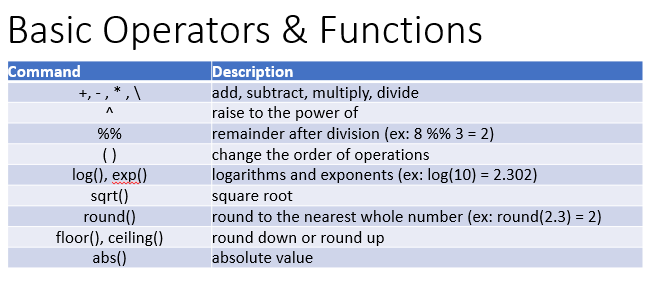 Basic Operators & Functions
Command Description
+, - , * , \ add, subtract, multiply, divide
^ raise to the power of
%% remainder after division (ex: 8 %% 3 = 2)
( ) change the order of operations
log(), exp() logarithms and exponents (ex: log(10) = 2.302)
sqrt() square root
round() round to the nearest whole number (ex: round(2.3) = 2)
floor(), ceiling() round down or round up
abs() absolute value